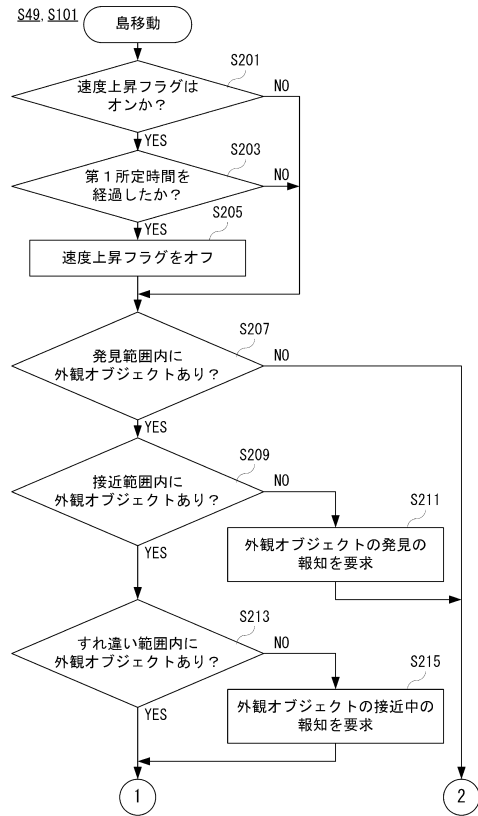 S49, S101
島移動
S201
速度上昇フラグは
オンか？
NO
YES
S203
第１所定時間を
経過したか？
NO
YES
S205
速度上昇フラグをオフ
S207
発見範囲内に
外観オブジェクトあり？
NO
YES
S209
接近範囲内に
外観オブジェクトあり？
NO
YES
S211
外観オブジェクトの発見の
報知を要求
S213
すれ違い範囲内に
外観オブジェクトあり？
NO
YES
S215
外観オブジェクトの接近中の
報知を要求
1
2